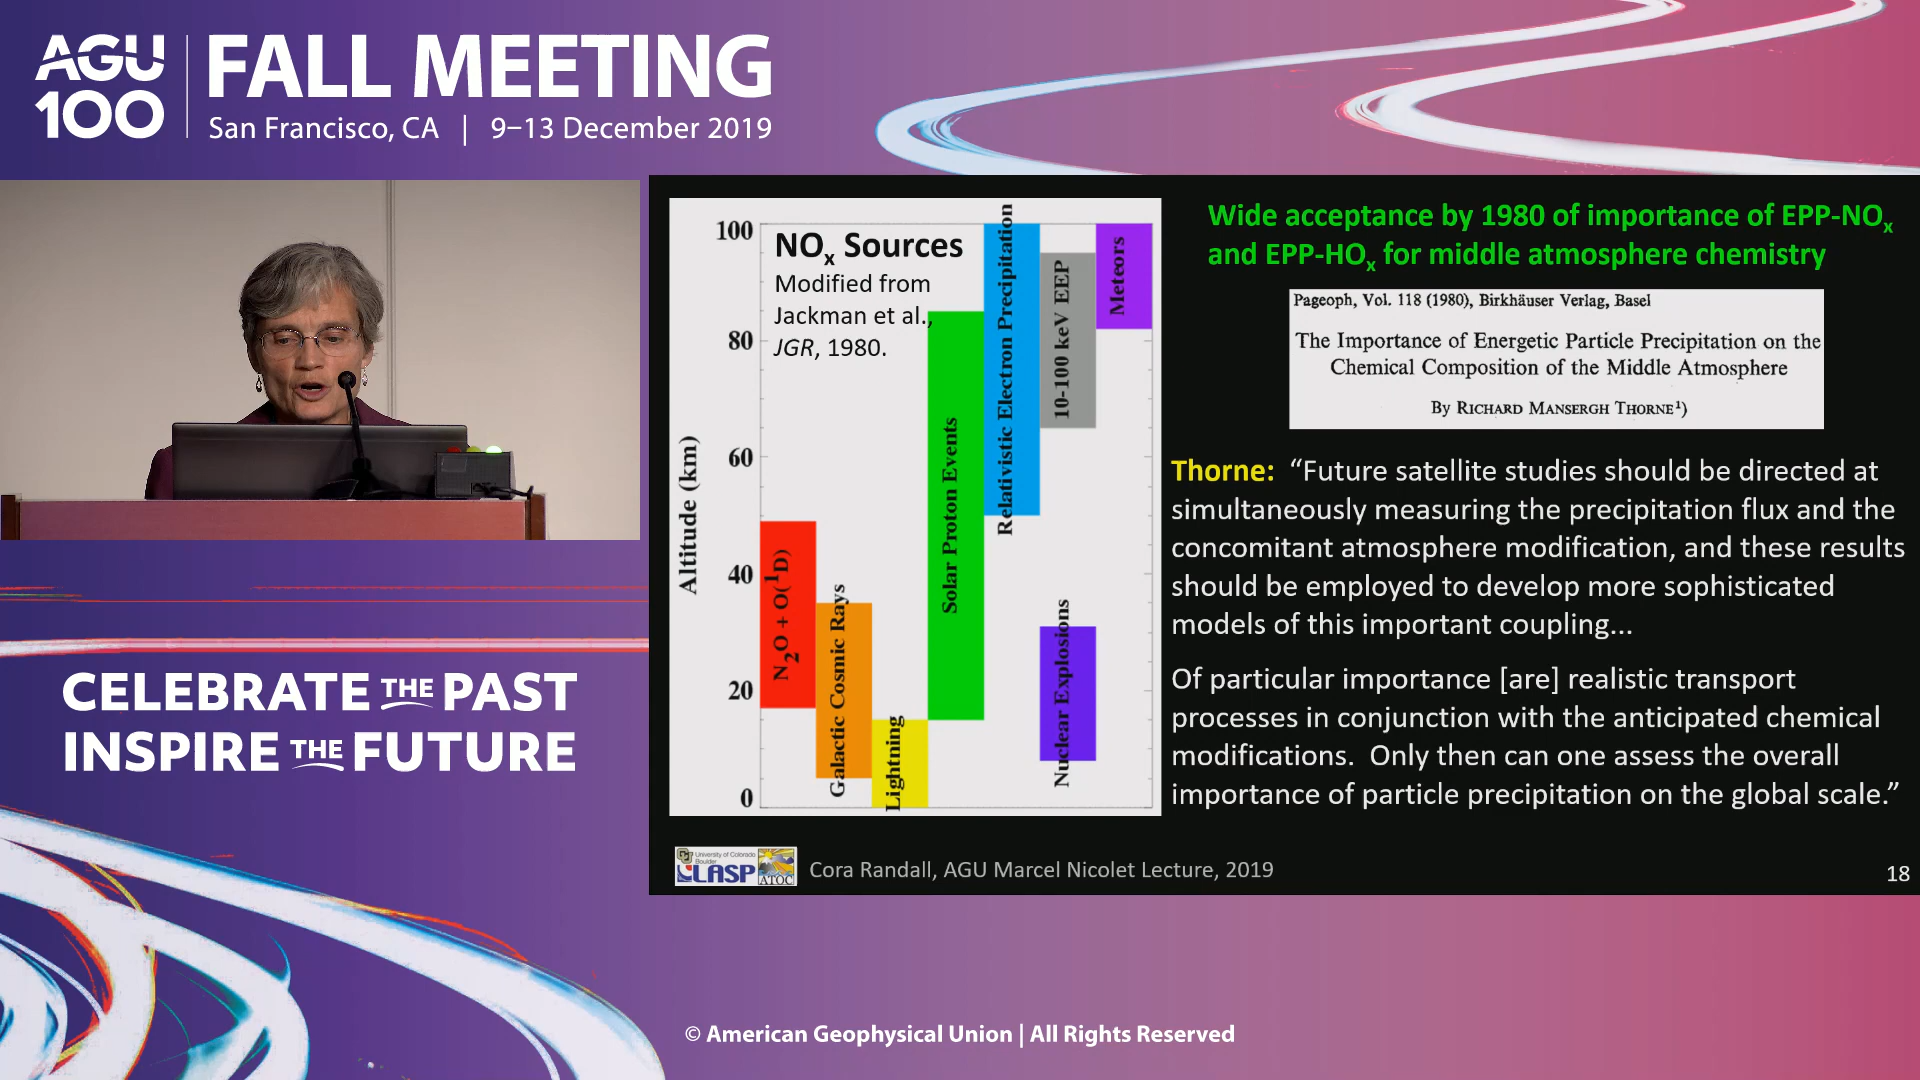 AGU
100
FALL MEETING
San Francisco, CA | 9–13 December 2019
CELEBRATE THE PAST
INSPIRE THE FUTURE
NOx Sources
Modified from
Jackman et al.,
JGR, 1980.
Altitude (km)
100
80
60
40
20
0
N2O + O(1D)
Galactic Cosmic Rays
Lightning
Solar Proton Events
Relativistic Electron Precipitation
10-100 keV EEP
Nuclear Explosions
Meteors
Wide acceptance by 1980 of importance of EPP-NOx
and EPP-HOx for middle atmosphere chemistry
Pageoph, Vol. 118 (1980), Birkhäuser Verlag, Basel
The Importance of Energetic Particle Precipitation on the
Chemical Composition of the Middle Atmosphere
By RICHARD MANSERGH THORNE¹)
Thorne: “Future satellite studies should be directed at
simultaneously measuring the precipitation flux and the
concomitant atmosphere modification, and these results
should be employed to develop more sophisticated
models of this important coupling...
Of particular importance [are] realistic transport
processes in conjunction with the anticipated chemical
modifications. Only then can one assess the overall
importance of particle precipitation on the global scale.”
University of Colorado
Boulder
LASP
ATOC
Cora Randall, AGU Marcel Nicolet Lecture, 2019
18
© American Geophysical Union | All Rights Reserved